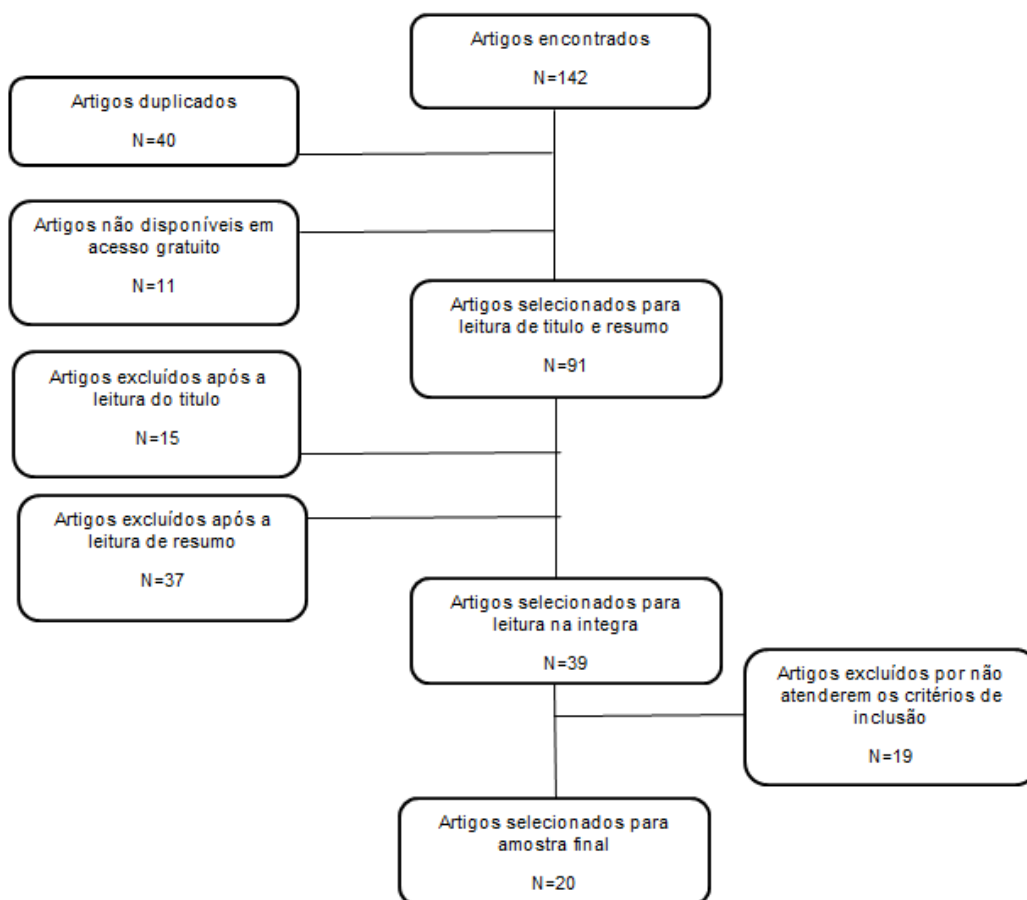 Artigos encontrados
N=142
Artigos duplicados
N=40
Artigos não disponíveis em
acesso gratuito
N=11
Artigos selecionados para
leitura de titulo e resumo
N=91
Artigos excluídos após a
leitura do titulo
N=15
Artigos excluídos após a
leitura de resumo
N=37
Artigos selecionados para
leitura na integra
N=39
Artigos excluídos por não
atenderem os critérios de
inclusão
N=19
Artigos selecionados para
amostra final
N=20